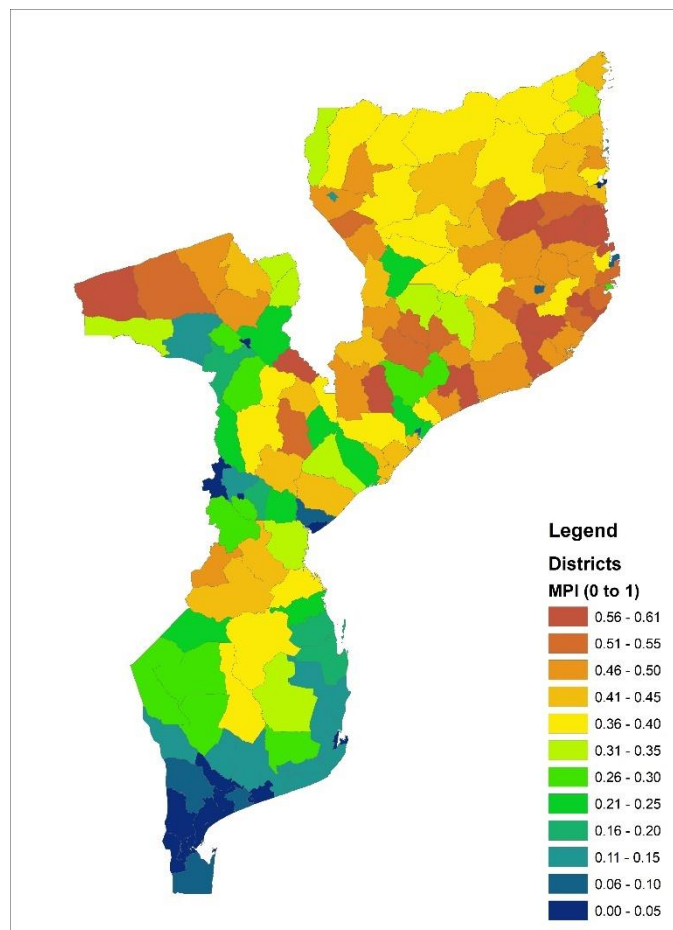 Legend
Districts
MPI (0 to 1)
0.56 - 0.61
0.51 - 0.55
0.46 - 0.50
0.41 - 0.45
0.36 - 0.40
0.31 - 0.35
0.26 - 0.30
0.21 - 0.25
0.16 - 0.20
0.11 - 0.15
0.06 - 0.10
0.00 - 0.05